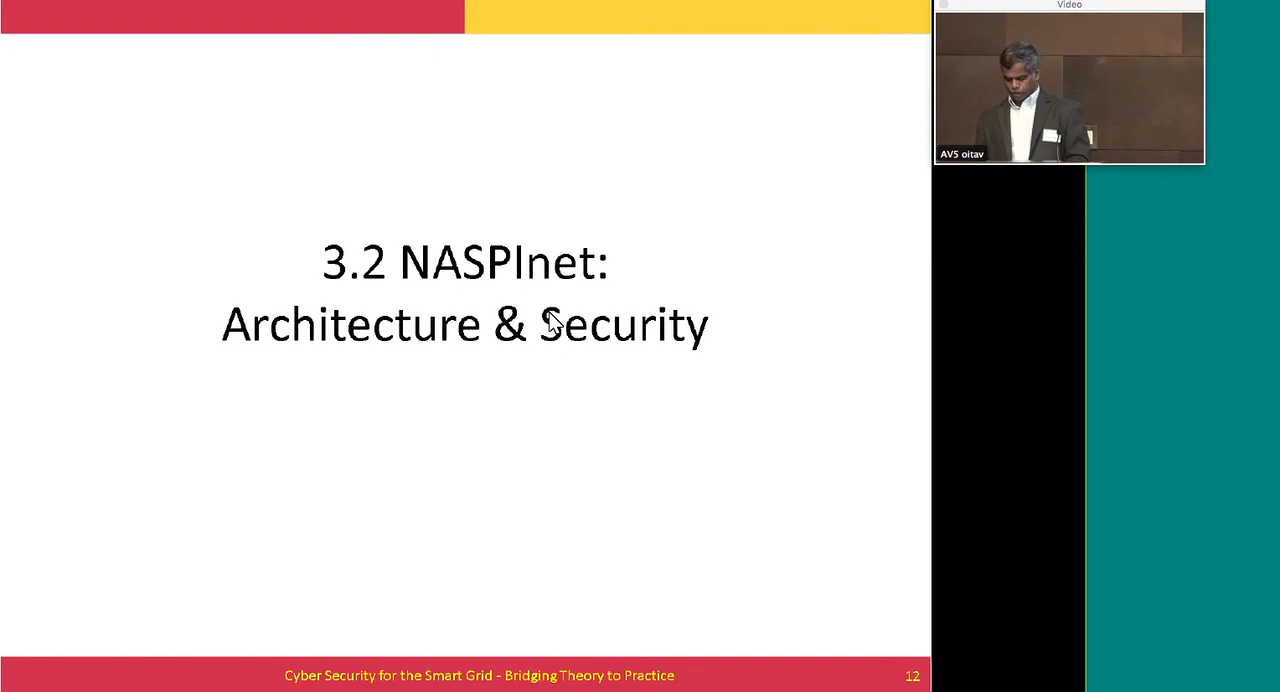 Video
AV5 oitav
3.2 NASPInet:
Architecture & Security
Cyber Security for the Smart Grid - Bridging Theory to Practice
12